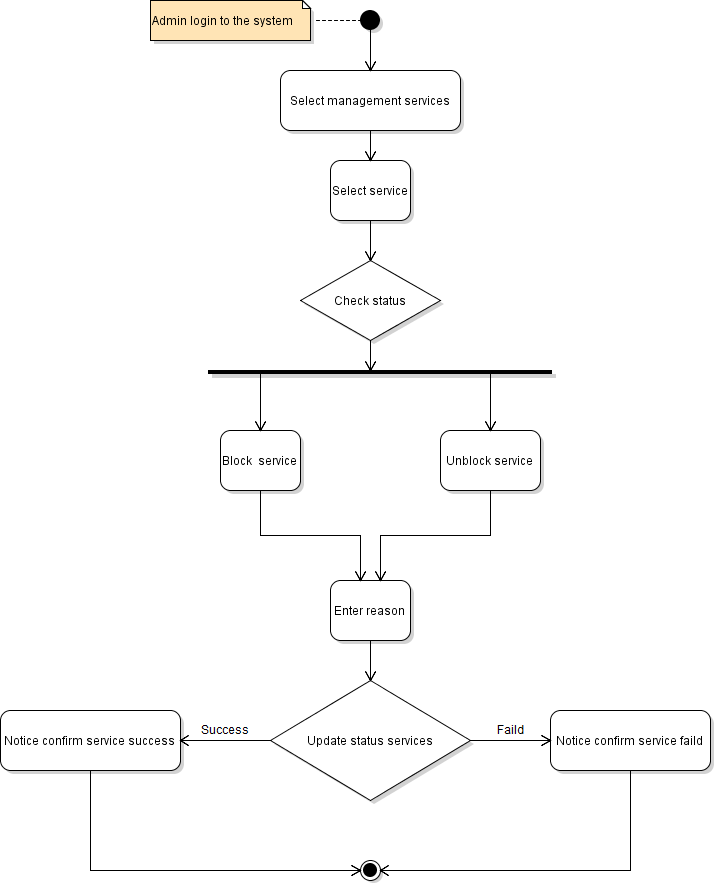 Admin login to the system
Select management services
Select service
Check status
Block  service
Unblock service
Enter reason
Update status services
Success
Faild
Notice confirm service success
Notice confirm service faild